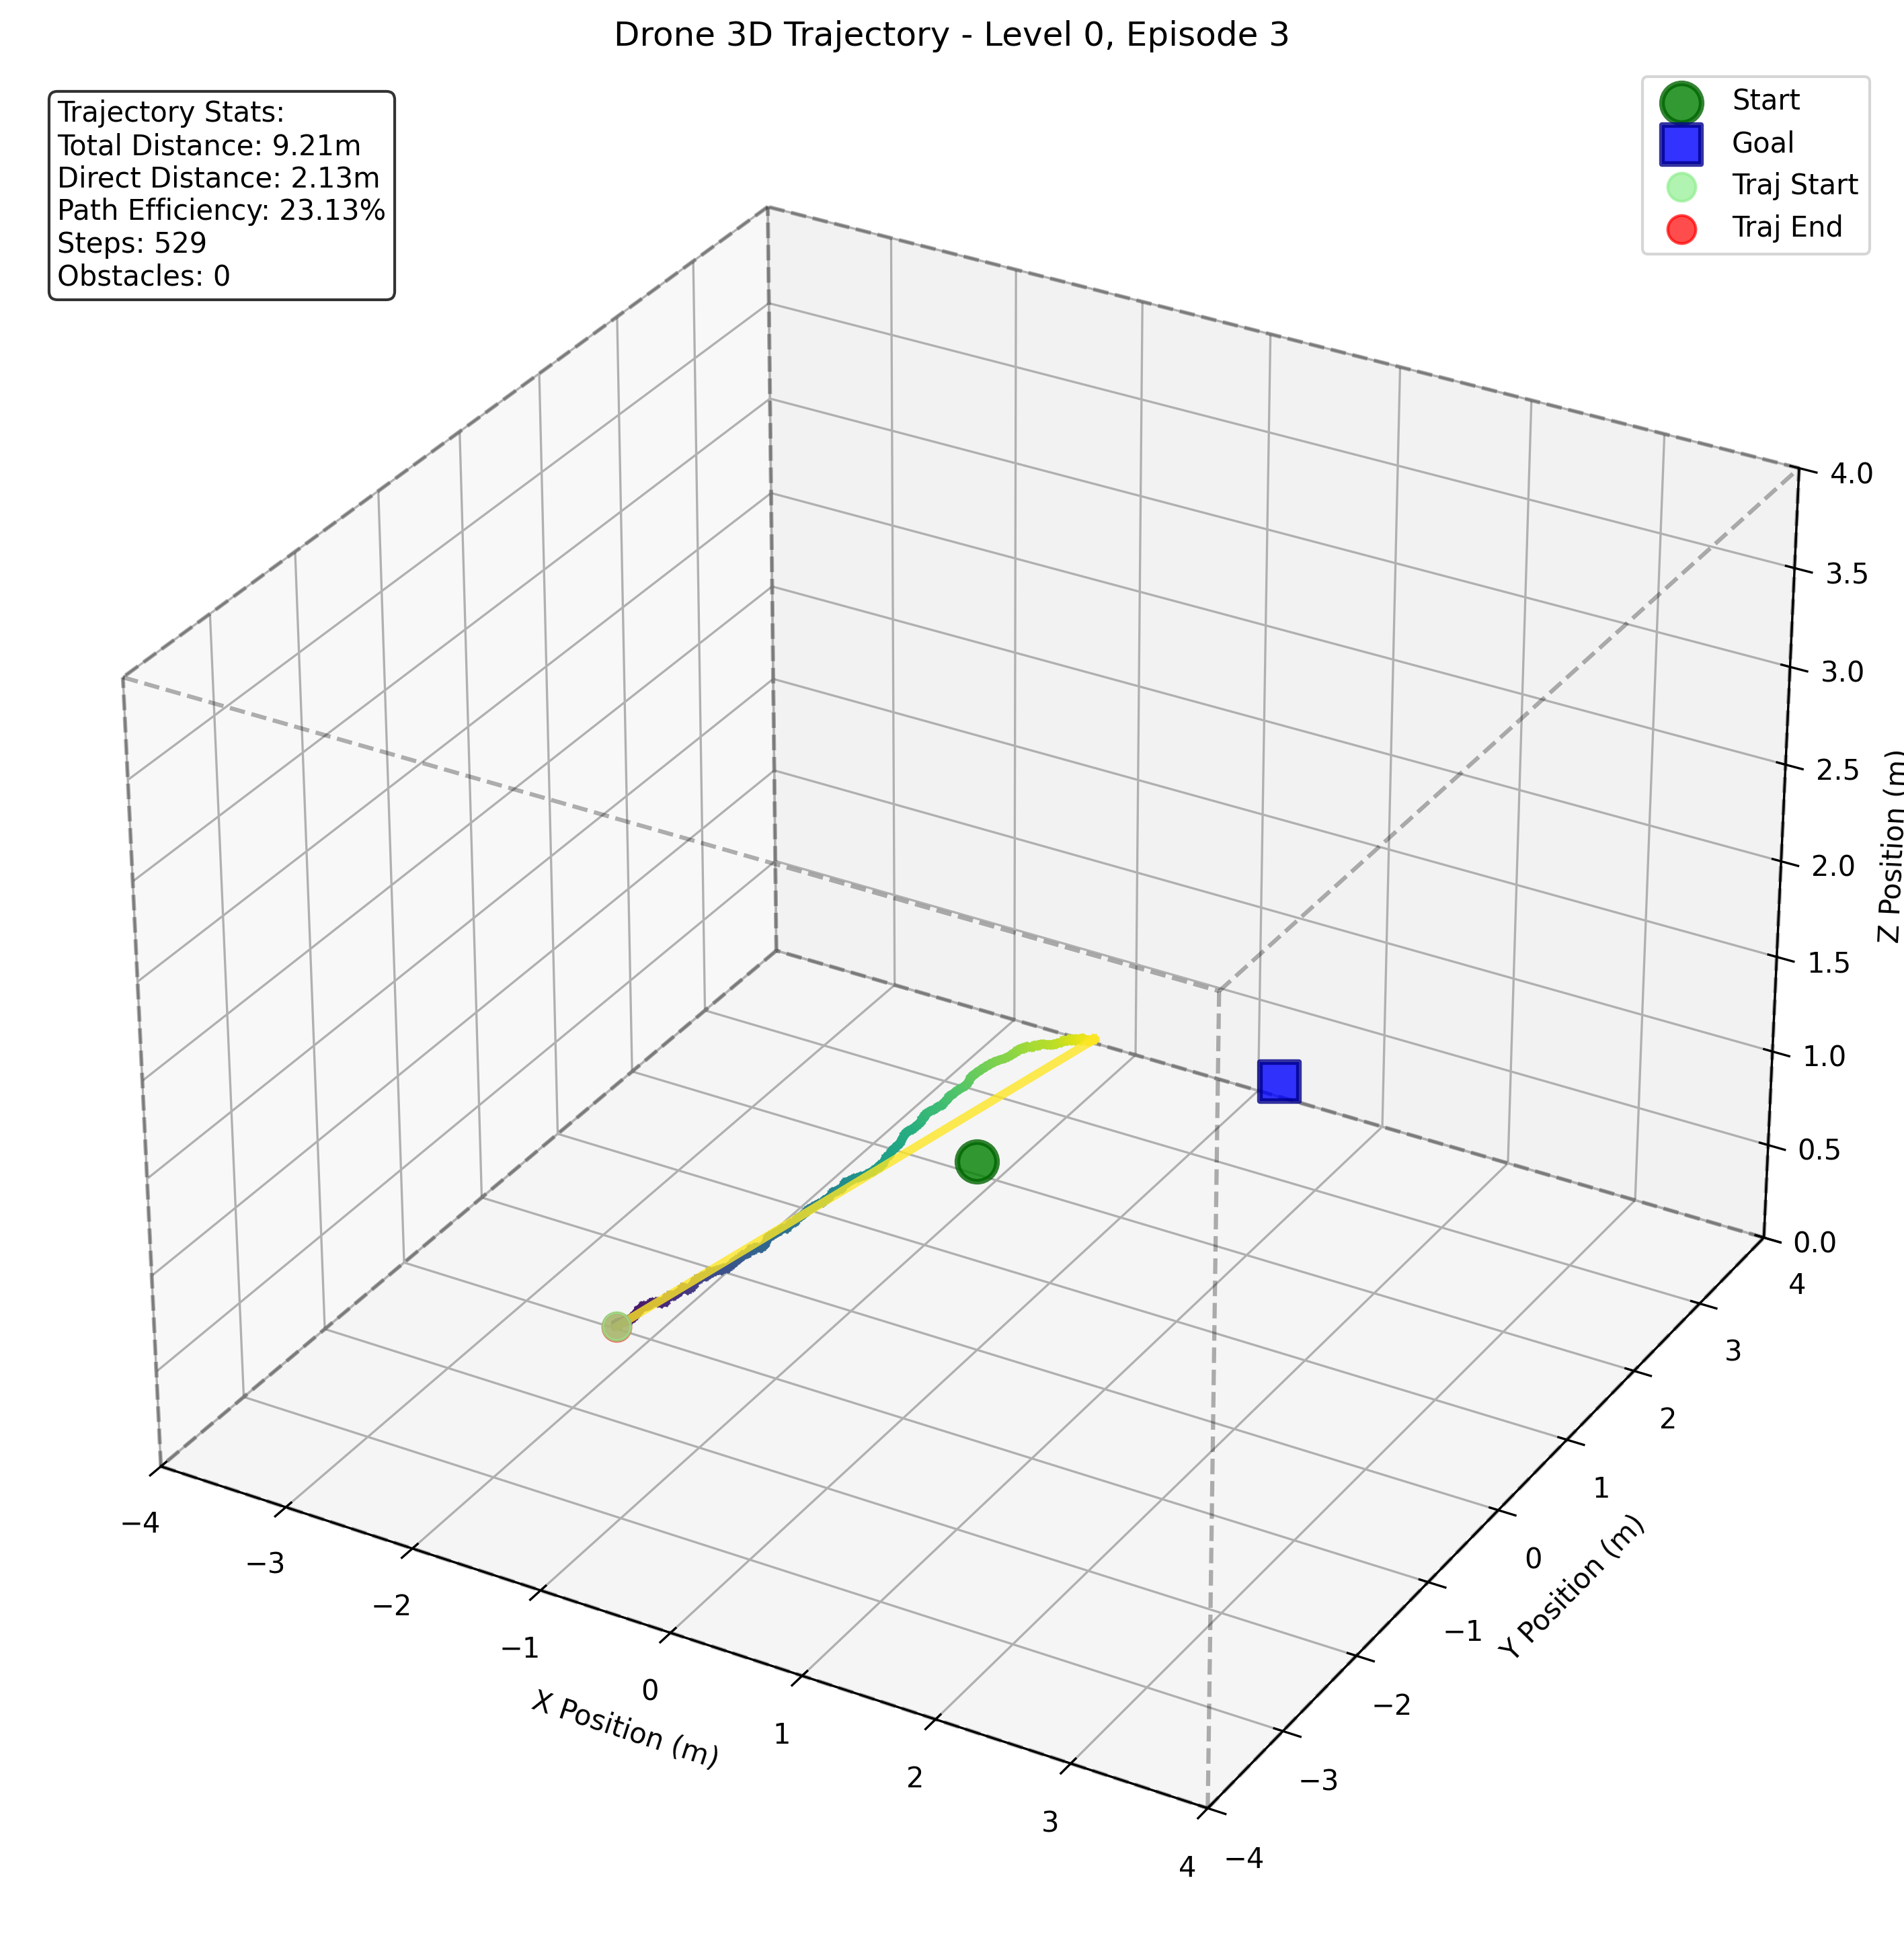 Drone 3D Trajectory - Level 0, Episode 3
Trajectory Stats:
Total Distance: 9.21m
Direct Distance: 2.13m
Path Efficiency: 23.13%
Steps: 529
Obstacles: 0
Start
Goal
Traj Start
Traj End
4.0
3.5
3.0
2.5
2.0
1.5
1.0
0.5
0.0
Z Position (m)
4
3
2
1
0
−1
−2
−3
−4
Y Position (m)
−4
−3
−2
−1
0
1
2
3
4
X Position (m)